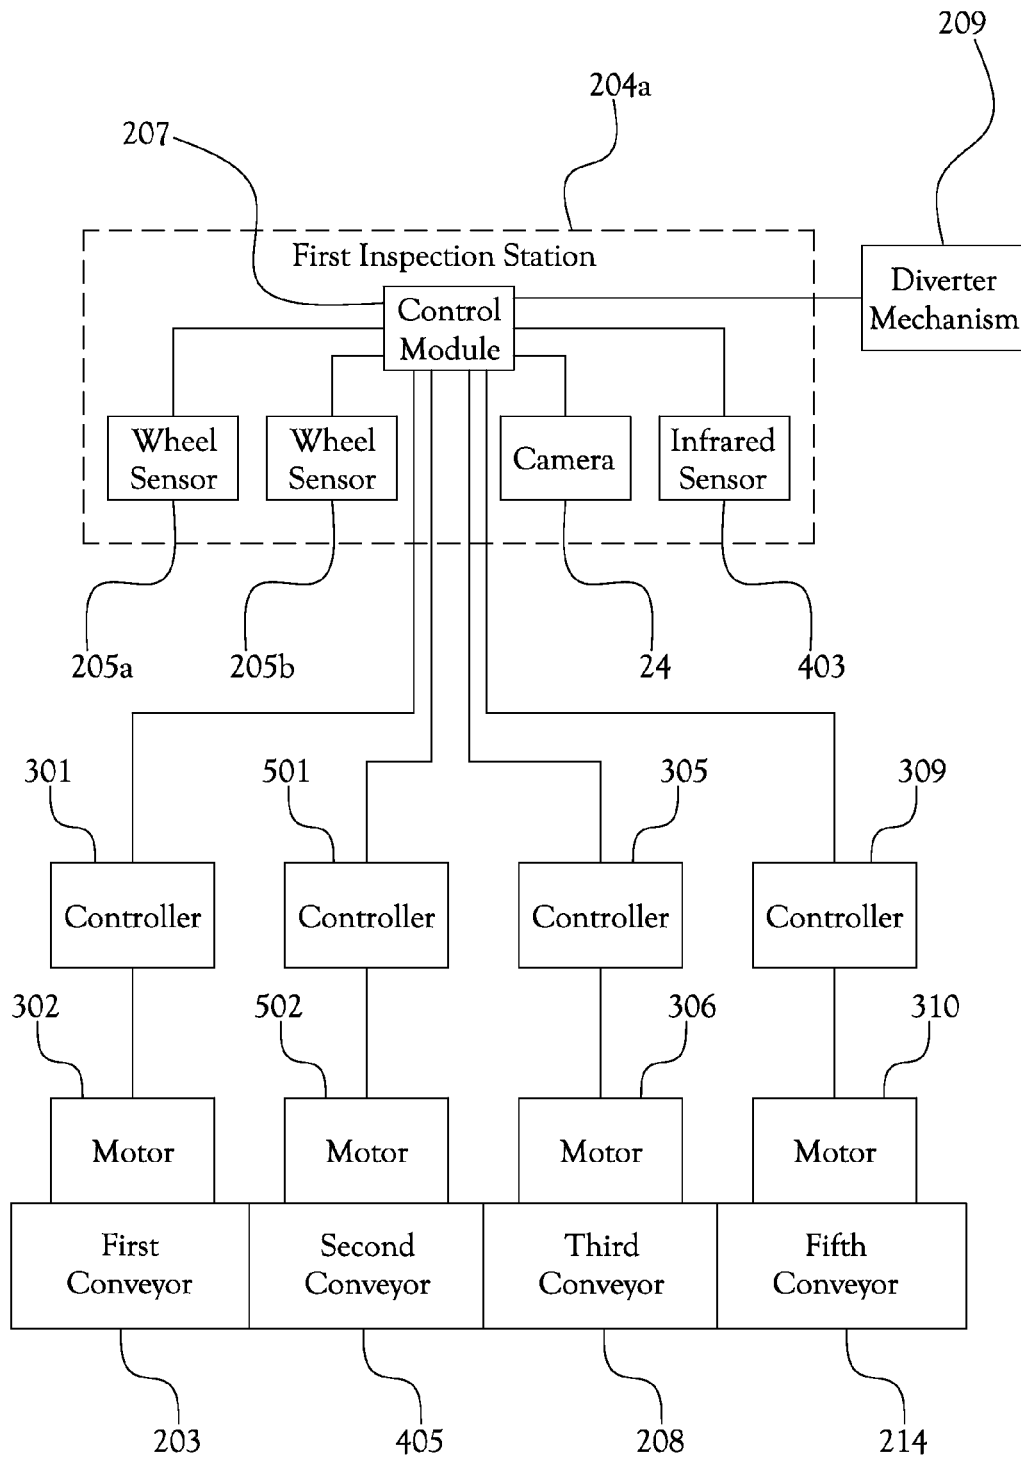 209
204a
207
First Inspection Station
Control
Module
Diverter
Mechanism
Wheel
Sensor
Wheel
Sensor
Camera
Infrared
Sensor
205a
205b
24
403
301
501
305
309
Controller
Controller
Controller
Controller
302
502
306
310
Motor
Motor
Motor
Motor
First
Conveyor
Second
Conveyor
Third
Conveyor
Fifth
Conveyor
203
405
208
214